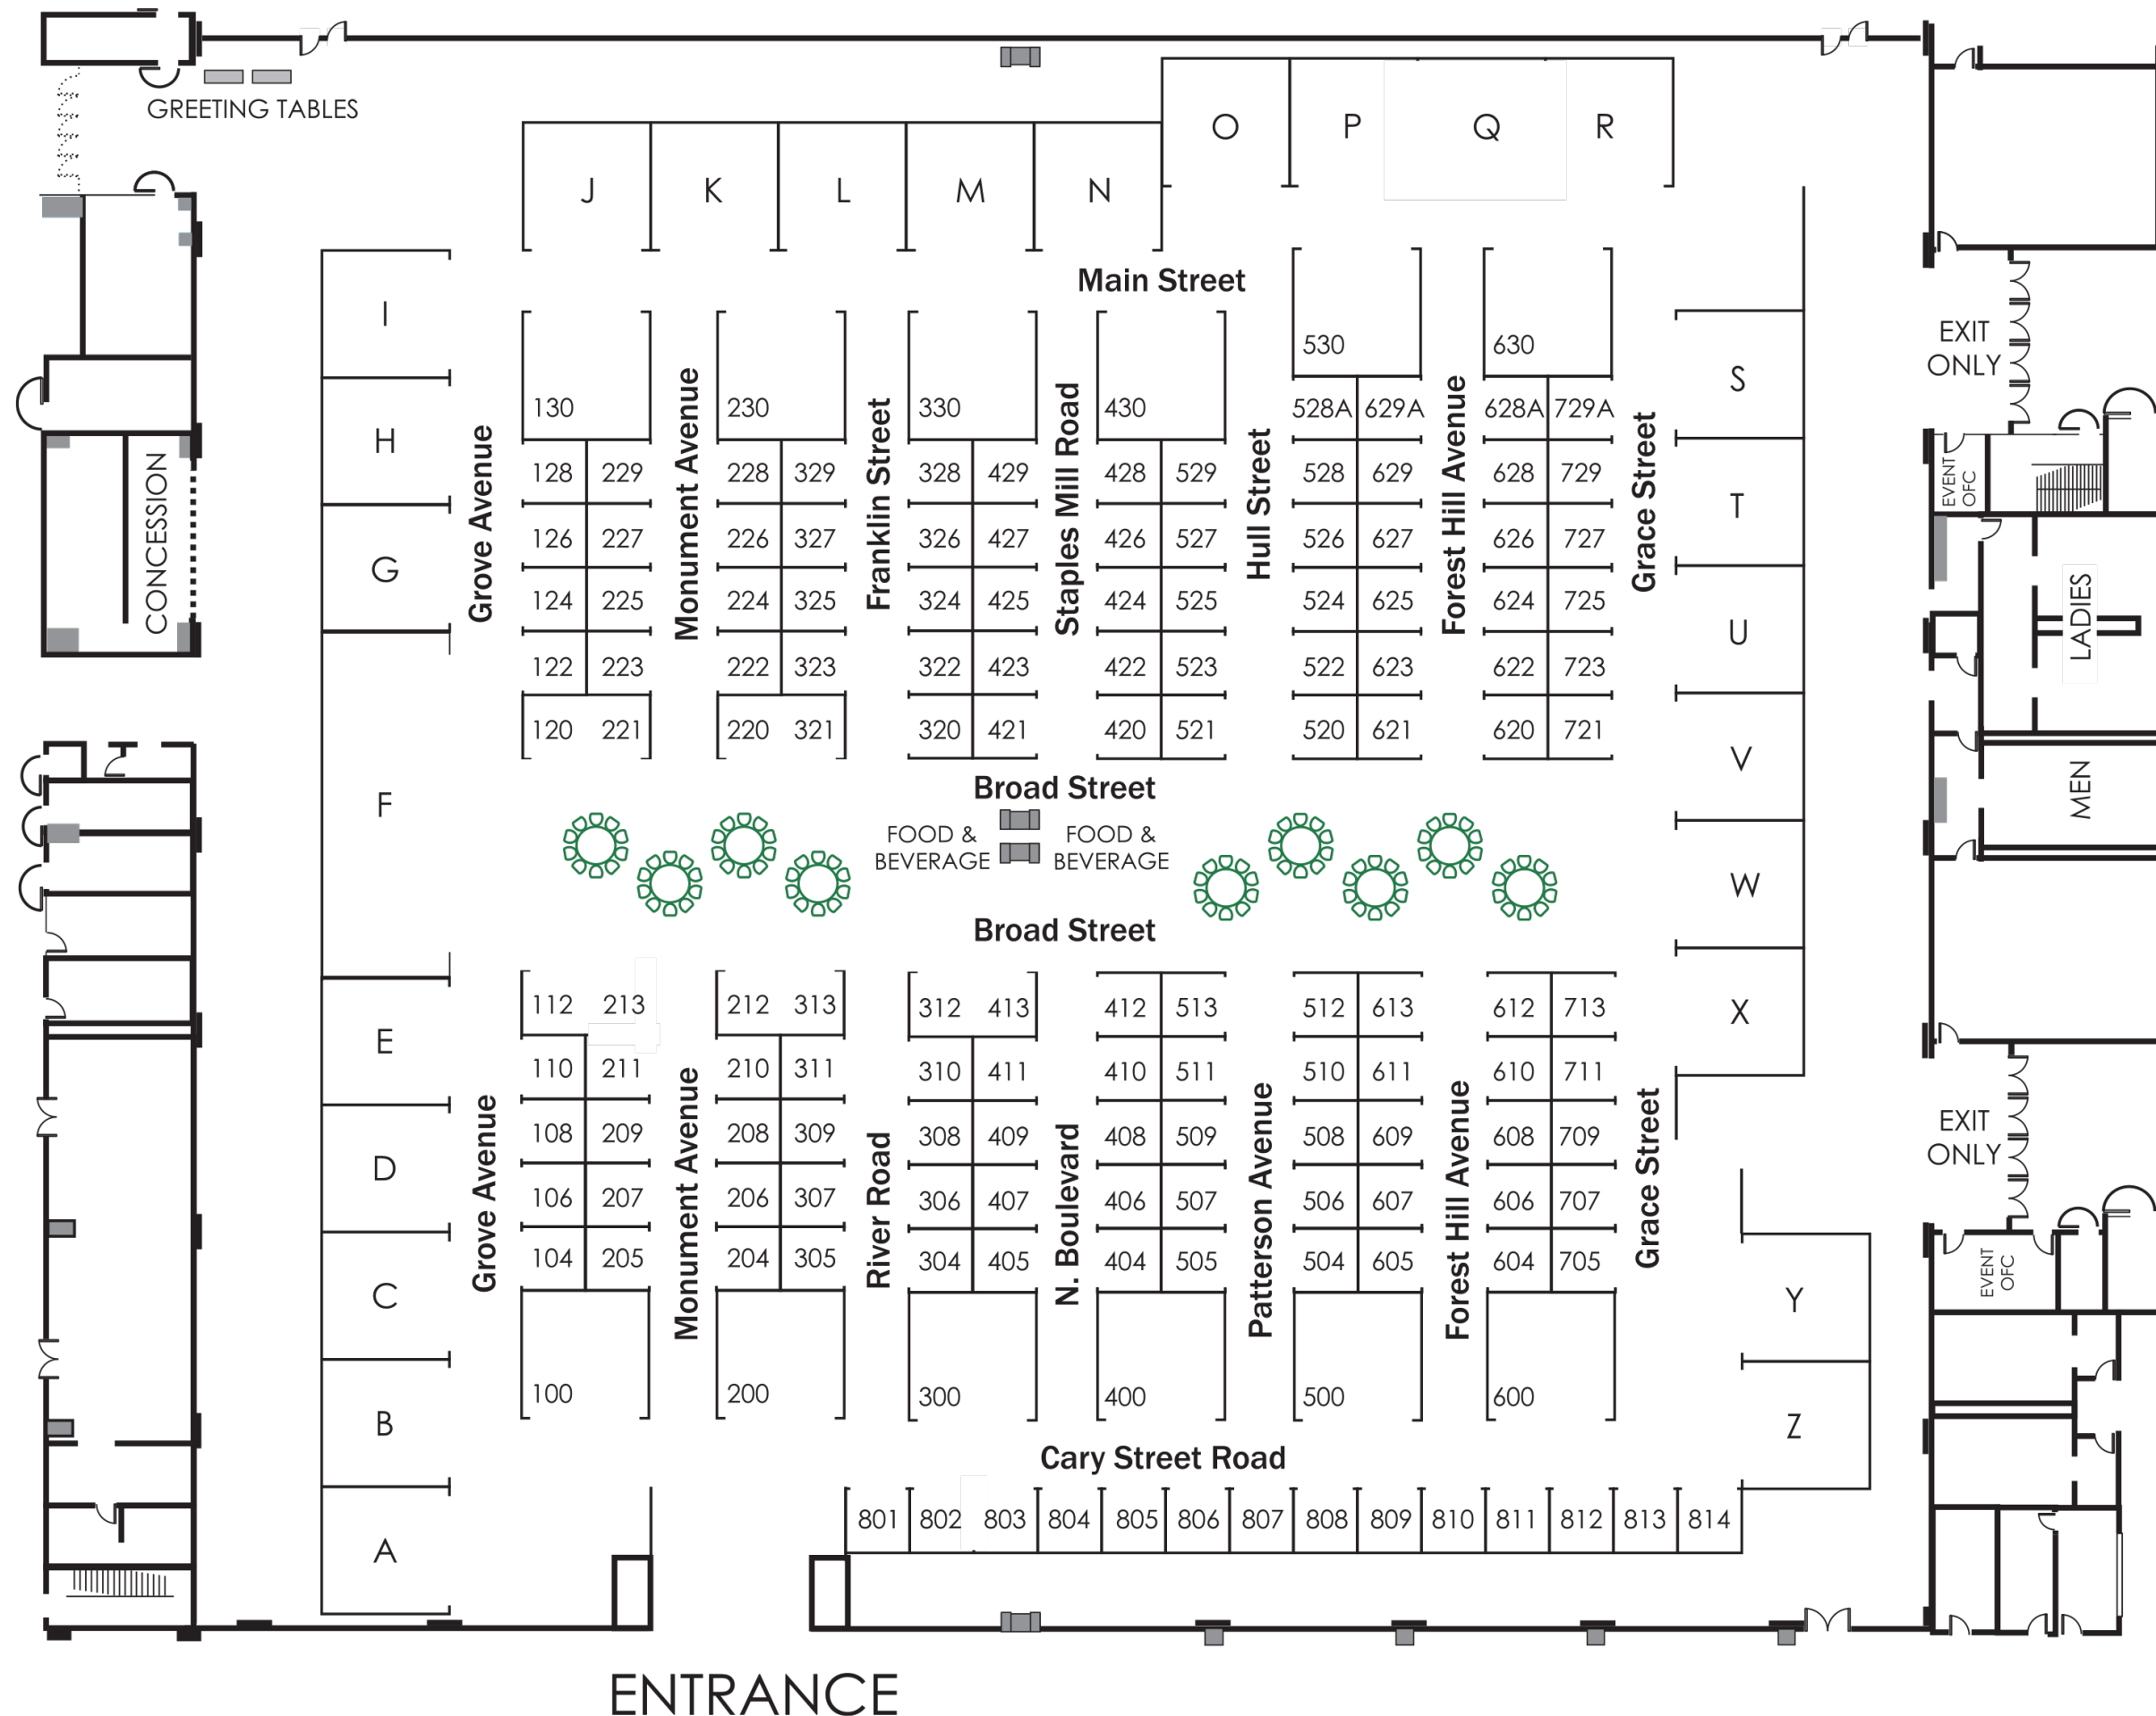 GREETING TABLES
O P Q R
J K L M N
Main Street
I
EXIT
ONLY
530 630
S
130 230 330 430
528A 629A 628A 729A
H
128 229 228 329 328 429 428 529 528 629 628 729
CONCESSION
Grove Avenue
Monument Avenue
Franklin Street
Staples Mill Road
Hull Street
Forest Hill Avenue
Grace Street
EVENT
OFC
T
126 227 226 327 326 427 426 527 526 627 626 727
G
124 225 224 325 324 425 424 525 524 625 624 725
U
LADIES
122 223 222 323 322 423 422 523 522 623 622 723
120 221 220 321 320 421 420 521 520 621 620 721
V
MEN
Broad Street
F
FOOD &
BEVERAGE
FOOD &
BEVERAGE
W
Broad Street
112 213 212 313 312 413 412 513 512 613 612 713
X
E
110 211 210 311 310 411 410 511 510 611 610 711
EXIT
ONLY
108 209 208 309 308 409 408 509 508 609 608 709
D
Grove Avenue
Monument Avenue
River Road
N. Boulevard
Patterson Avenue
Forest Hill Avenue
Grace Street
106 207 206 307 306 407 406 507 506 607 606 707
104 205 204 305 304 405 404 505 504 605 604 705
EVENT
OFC
C
Y
100 200 300 400 500 600
B
Z
Cary Street Road
801 802 803 804 805 806 807 808 809 810 811 812 813 814
A
ENTRANCE